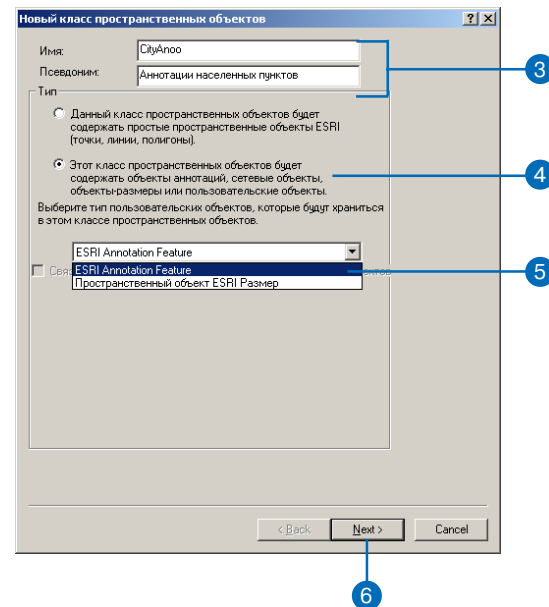 Новый класс пространственных объектов
Имя: CityAnoo
Псевдоним: Аннотации населенных пунктов
Тип
Данный класс пространственных объектов будет
содержать простые пространственные объекты ESRI
(точки, линии, полигоны).
Этот класс пространственных объектов будет
содержать объекты аннотаций, сетевые объекты,
объекты-размеры или пользовательские объекты.
Выберите тип пользовательских объектов, которые будут храниться
в этом классе пространственных объектов.
ESRI Annotation Feature
ESRI Annotation Feature
Пространственный объект ESRI Размер
< Back Next > Cancel
3
4
5
6